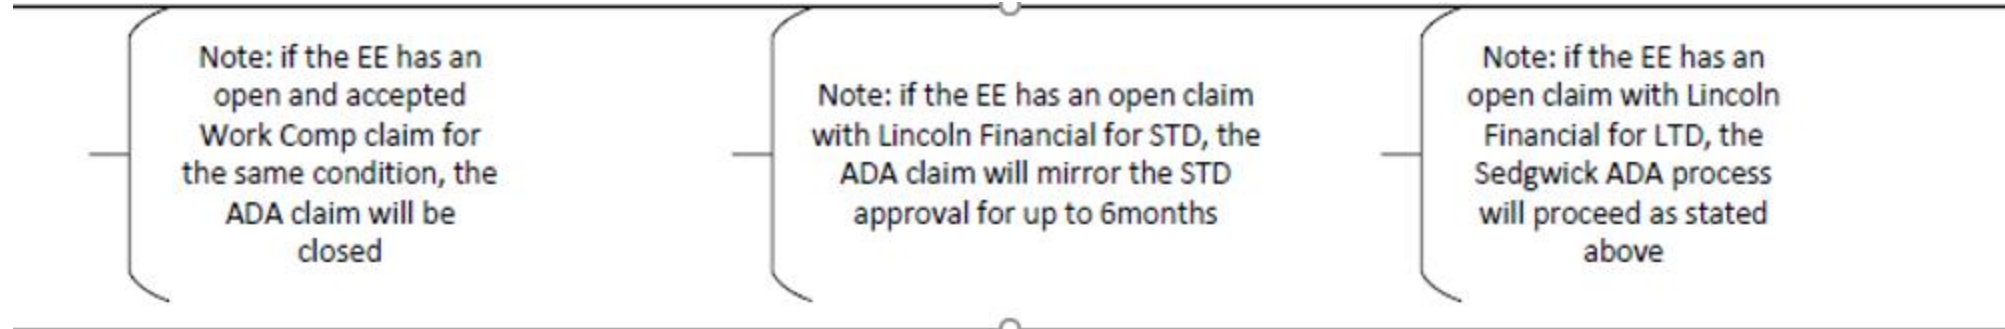 Note: if the EE has an
open and accepted
Work Comp claim for
the same condition, the
ADA claim will be
closed
Note: if the EE has an open claim
with Lincoln Financial for STD, the
ADA claim will mirror the STD
approval for up to 6months
Note: if the EE has an
open claim with Lincoln
Financial for LTD, the
Sedgwick ADA process
will proceed as stated
above